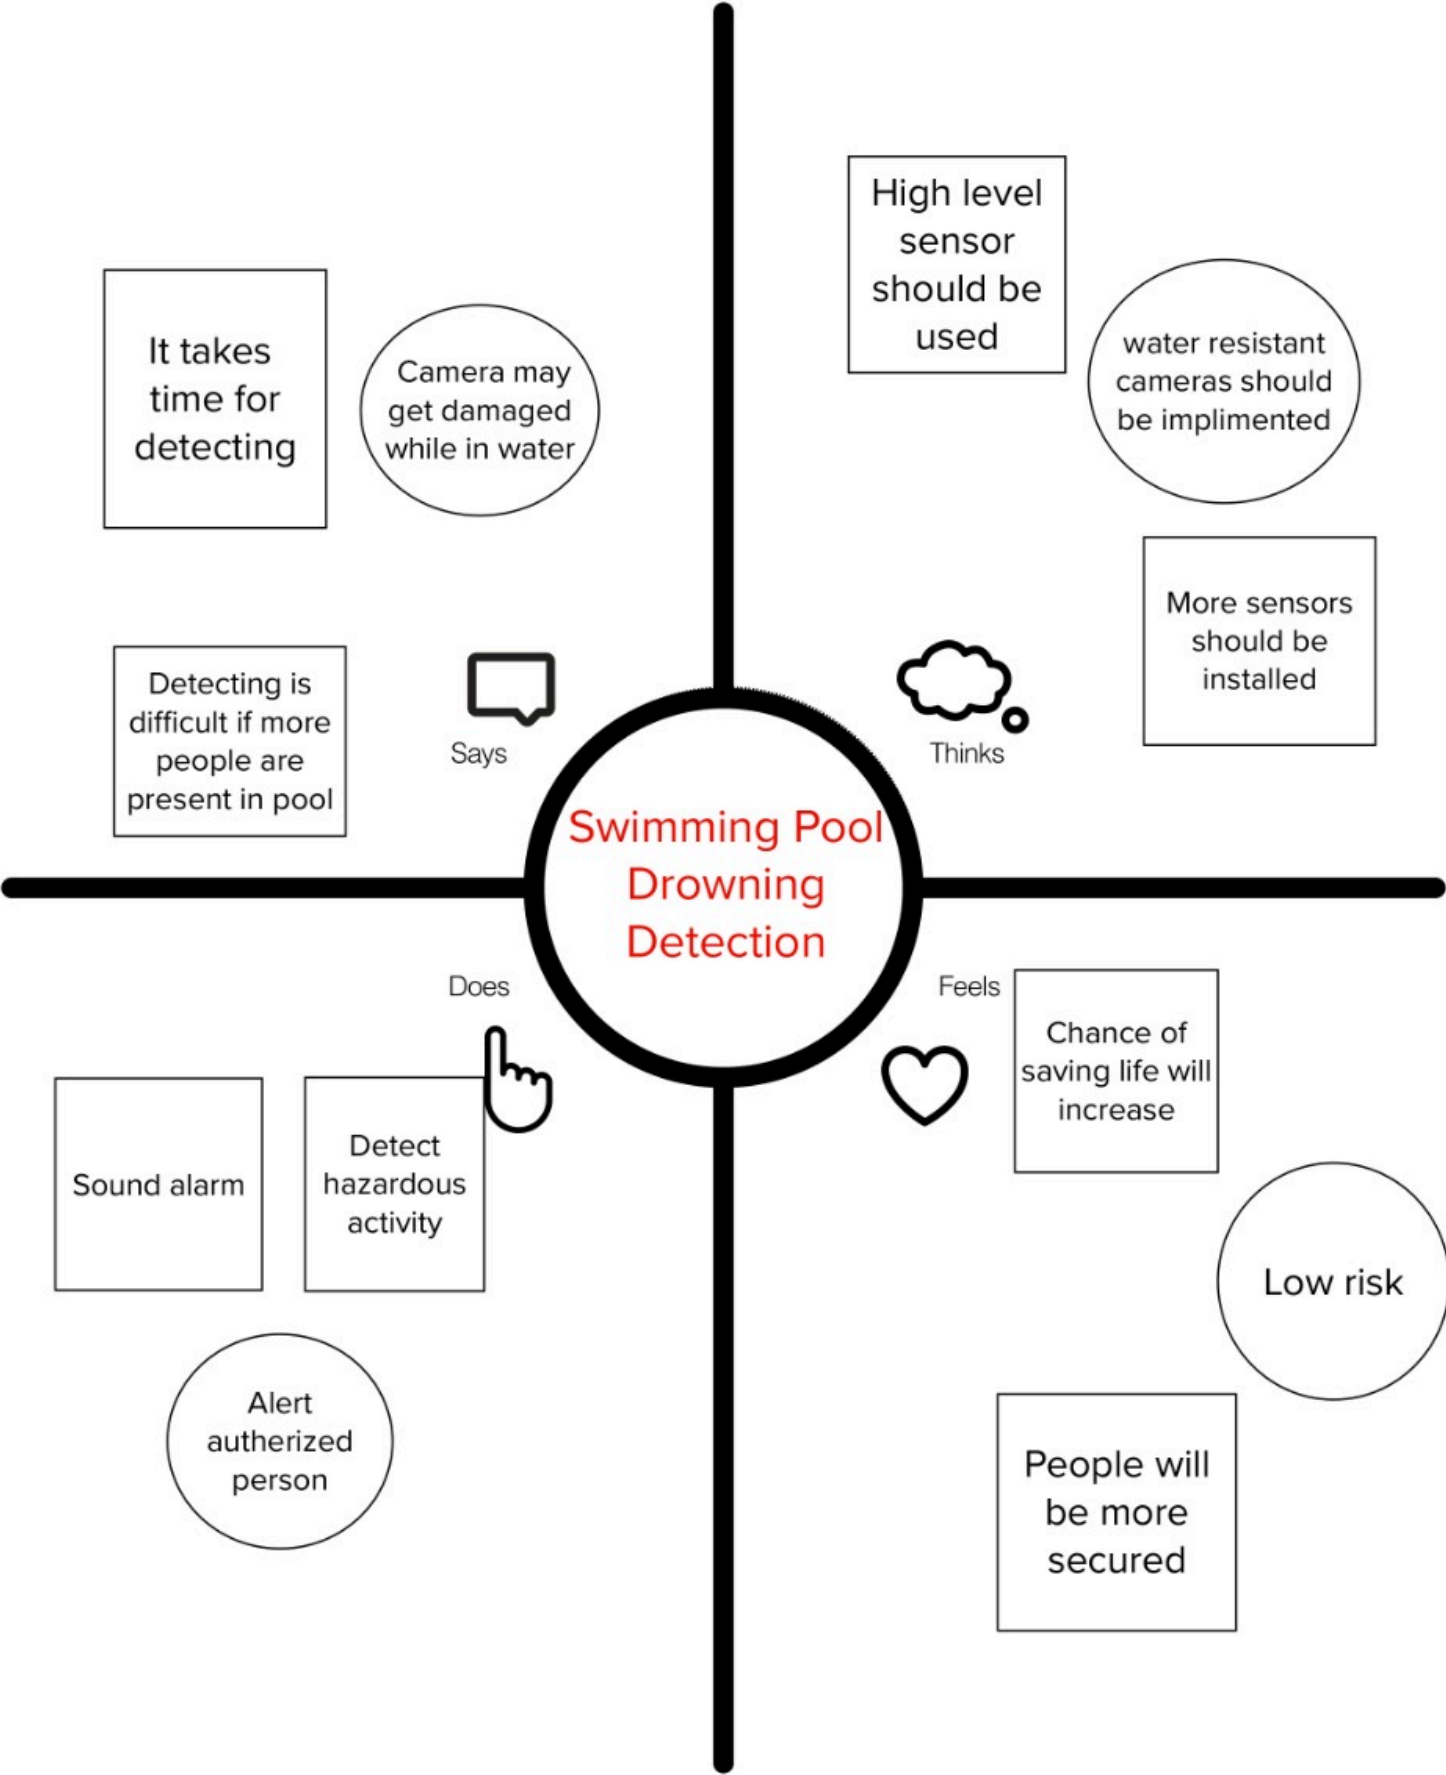 It takes
time for
detecting
Camera may
get damaged
while in water
Detecting is
difficult if more
people are
present in pool
Says
High level
sensor
should be
used
water resistant
cameras should
be implimented
More sensors
should be
installed
Thinks
Swimming Pool
Drowning
Detection
Does
Sound alarm
Detect
hazardous
activity
Alert
autherized
person
Feels
Chance of
saving life will
increase
Low risk
People will
be more
secured